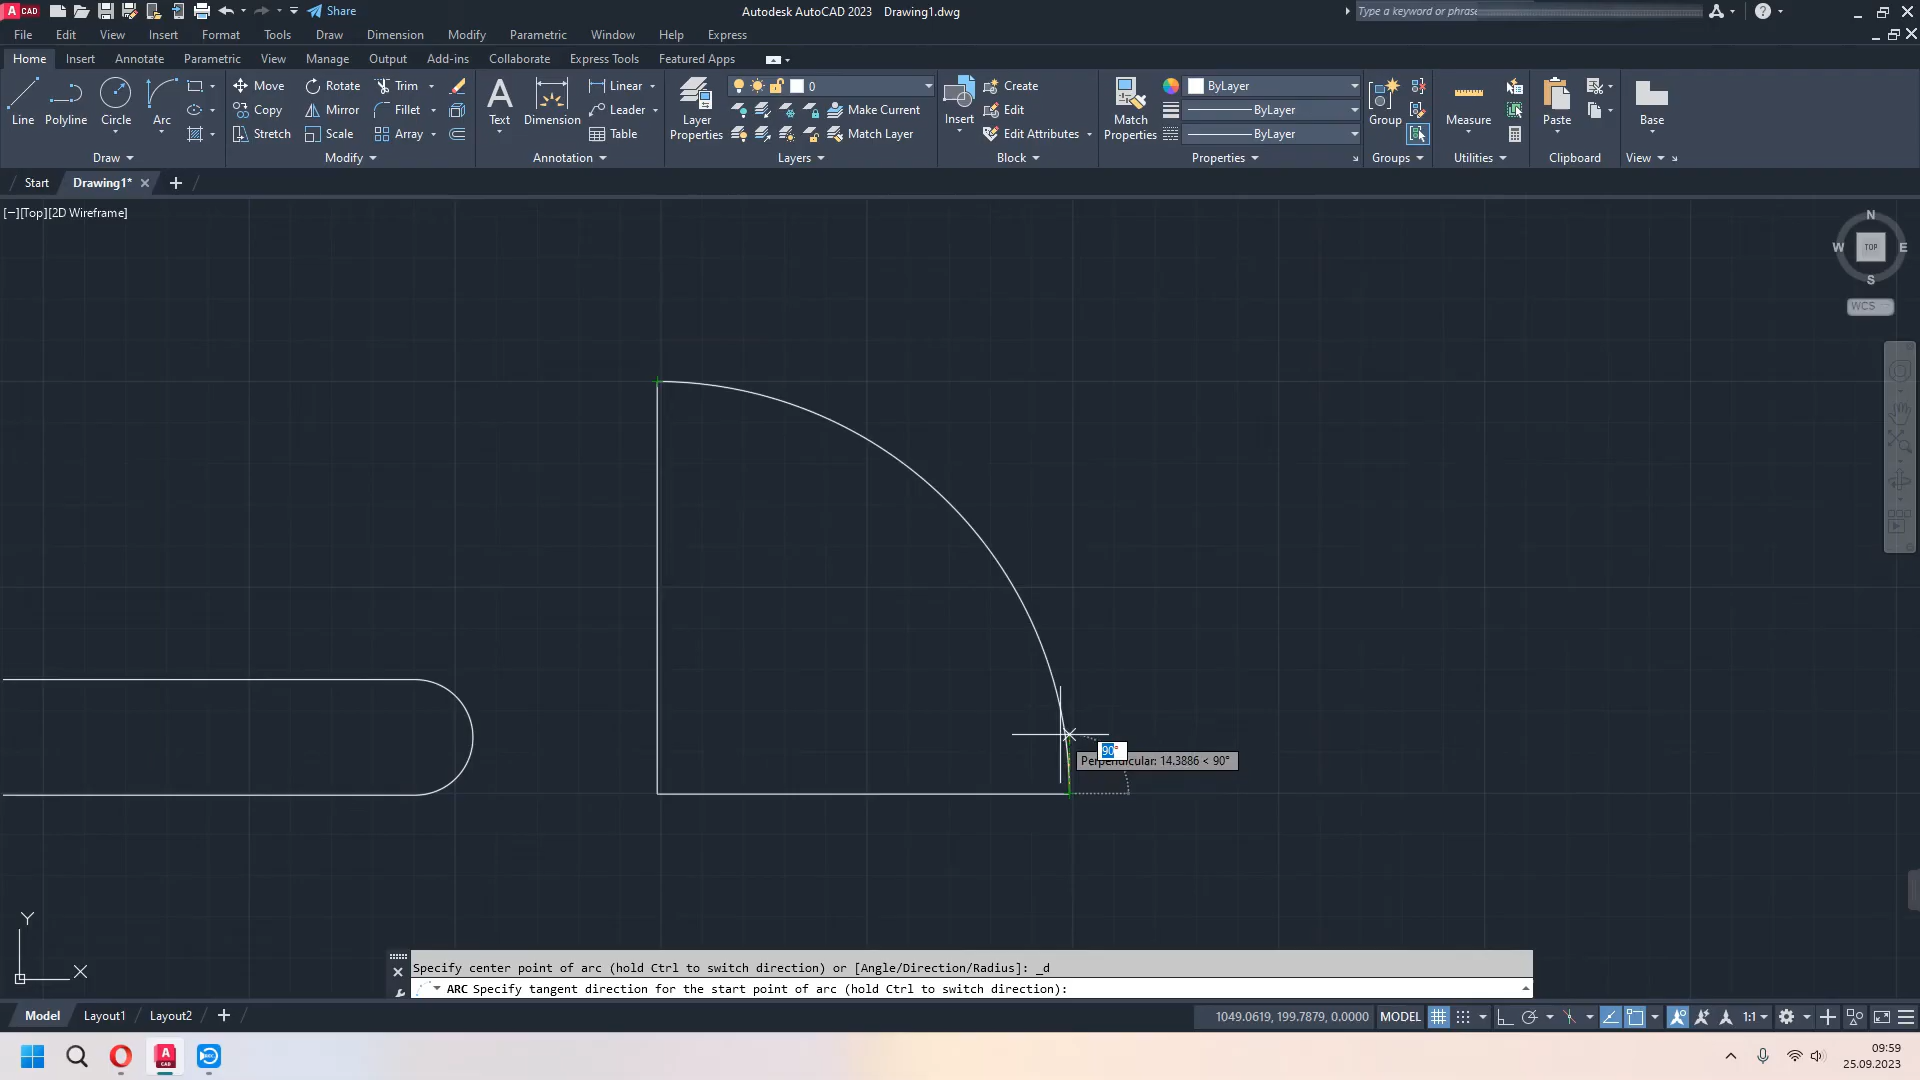 CAD
Share
Autodesk AutoCAD 2023 Drawing1.dwg
Type a keyword or phrase
File Edit View Insert Format Tools Draw Dimension Modify Parametric Window Help Express
Home Insert Annotate Parametric View Manage Output Add-ins Collaborate Express Tools Featured Apps
Line Polyline Circle Arc
Draw
Move Rotate Trim
Copy Mirror Fillet
Stretch Scale Array
Modify
Text Dimension
Linear
Leader
Table
Annotation
Layer Properties
0
Make Current
Match Layer
Layers
Insert
Create
Edit
Edit Attributes
Block
Match Properties
ByLayer
ByLayer
ByLayer
Properties
Group
Groups
Measure
Utilities
Paste
Clipboard
Base
View
Start Drawing1*
[−][Top][2D Wireframe]
N
W TOP E
S
WCS
90°
Perpendicular: 14.3886 < 90°
Y
X
Specify center point of arc (hold Ctrl to switch direction) or [Angle/Direction/Radius]: _d
ARC Specify tangent direction for the start point of arc (hold Ctrl to switch direction):
Model Layout1 Layout2
1049.0619, 199.7879, 0.0000 MODEL 1:1
09:59
25.09.2023